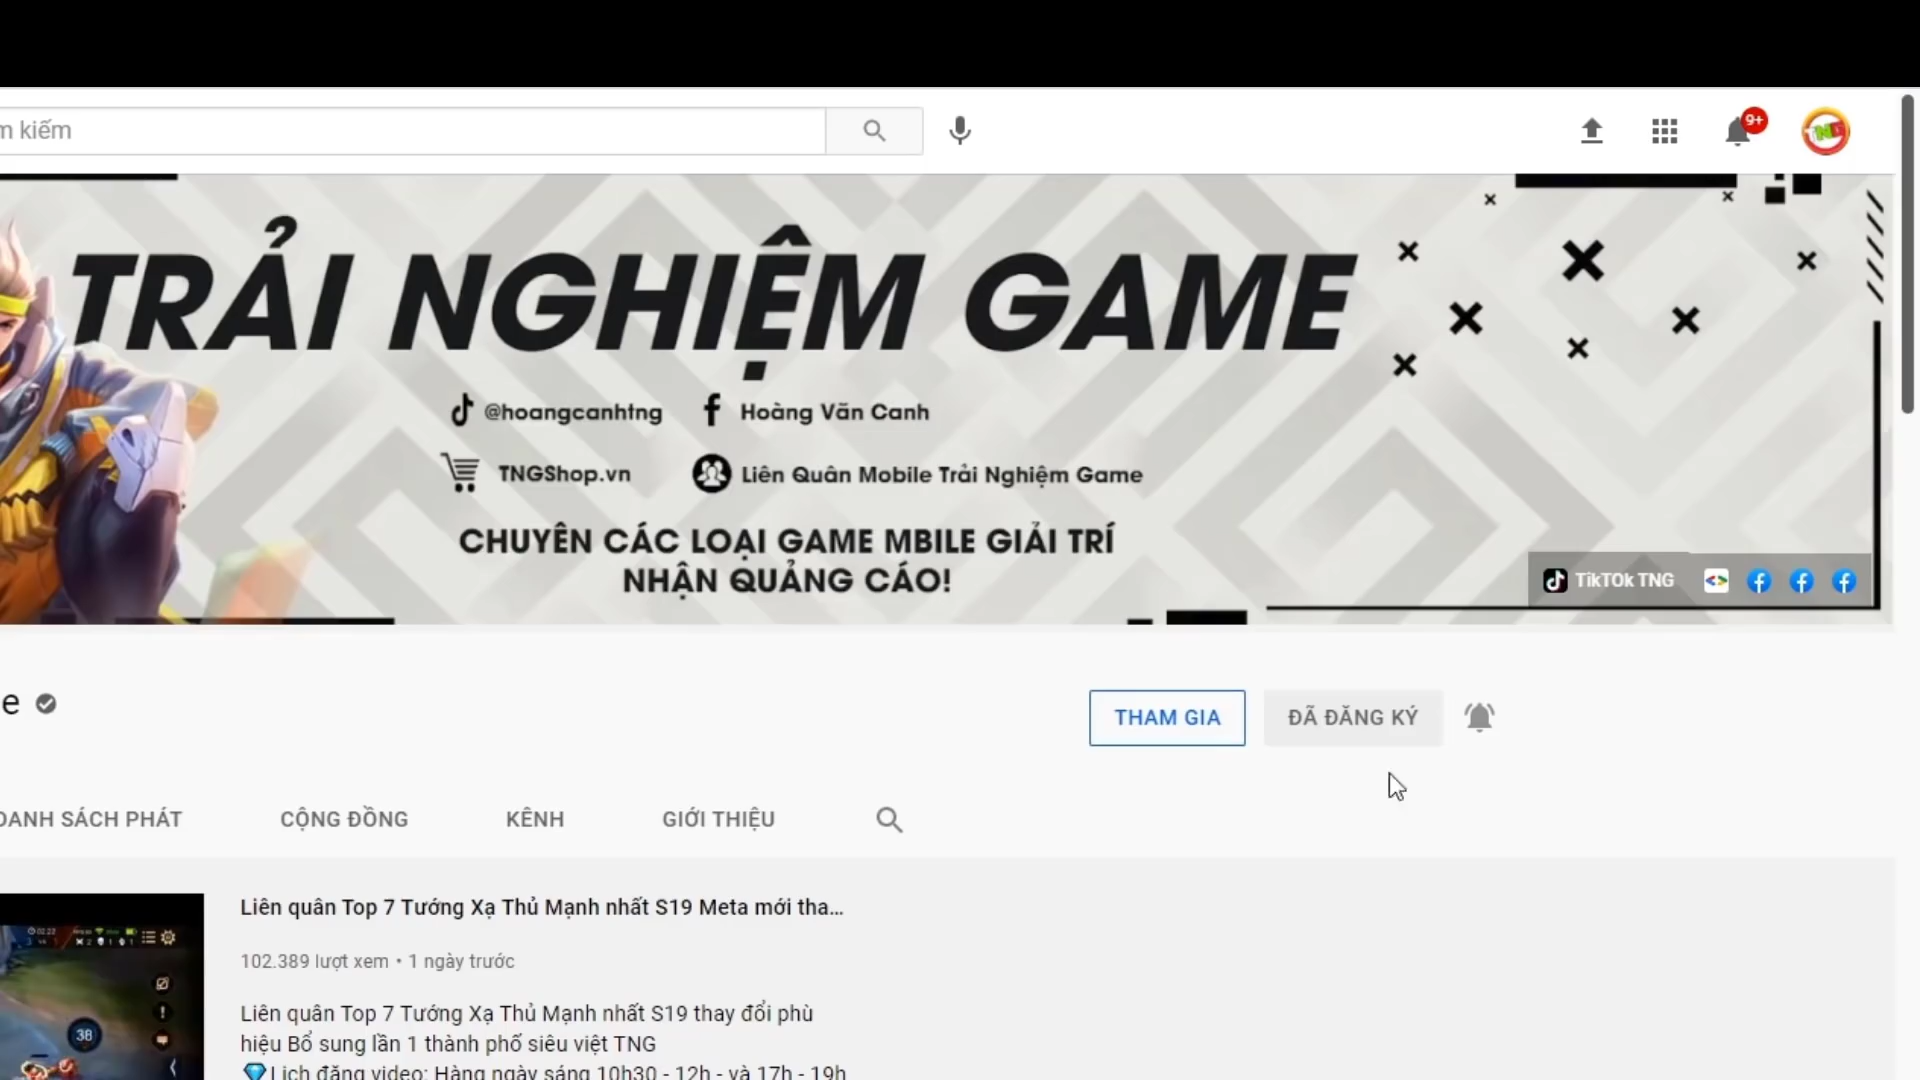 m kiếm
9+
TNG
TRẢI NGHIỆM GAME
@hoangcanhtng
Hoàng Văn Canh
TNGShop.vn
Liên Quân Mobile Trải Nghiệm Game
CHUYÊN CÁC LOẠI GAME MBILE GIẢI TRÍ
NHẬN QUẢNG CÁO!
TikTOk TNG
e
THAM GIA
ĐÃ ĐĂNG KÝ
DANH SÁCH PHÁT
CỘNG ĐỒNG
KÊNH
GIỚI THIỆU
Liên quân Top 7 Tướng Xạ Thủ Mạnh nhất S19 Meta mới tha...
102.389 lượt xem • 1 ngày trước
Liên quân Top 7 Tướng Xạ Thủ Mạnh nhất S19 thay đổi phù
hiệu Bổ sung lần 1 thành phố siêu việt TNG
Lịch đăng video: Hàng ngày sáng 10h30 - 12h - và 17h - 19h
38